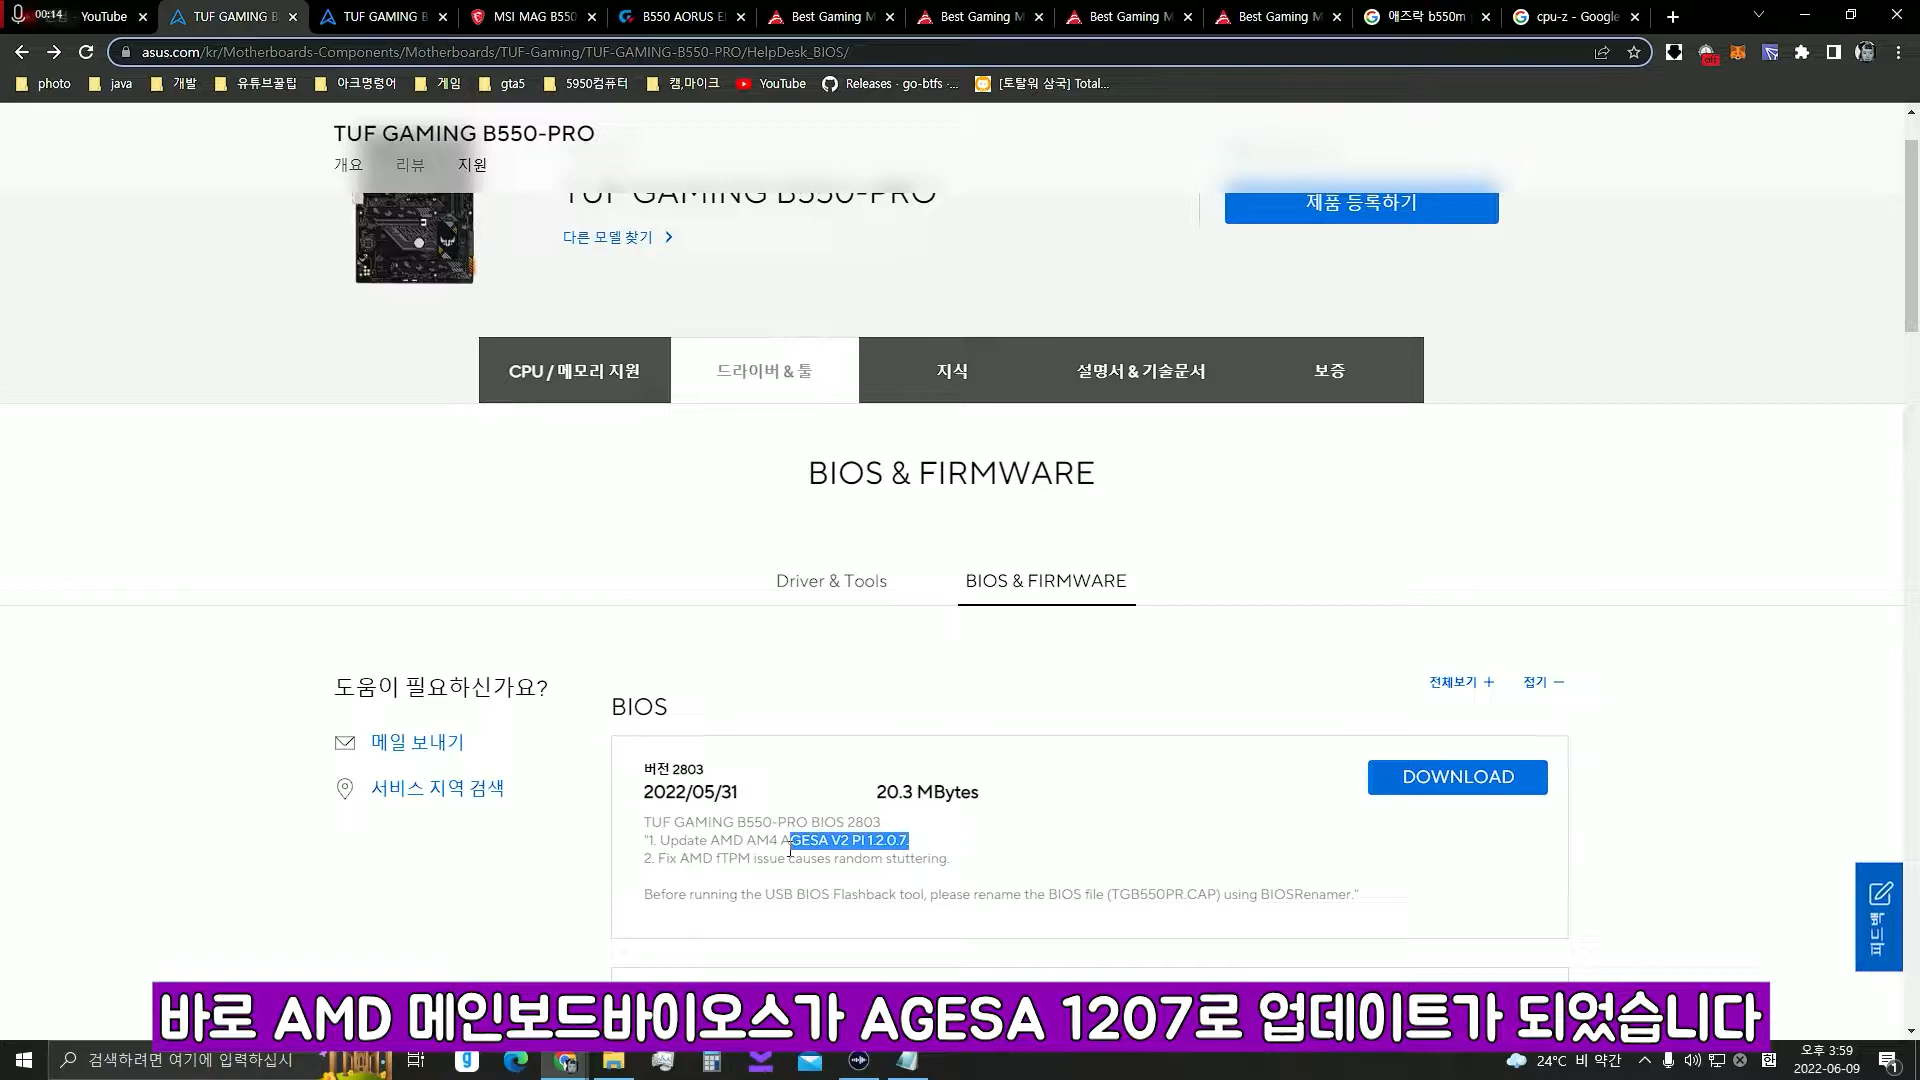 00:14
YouTube
TUF GAMING B
TUF GAMING B
MSI MAG B550
B550 AORUS E
Best Gaming M
Best Gaming M
Best Gaming M
Best Gaming M
애즈락 b550m
cpu-z - Google
asus.com/kr/Motherboards-Components/Motherboards/TUF-Gaming/TUF-GAMING-B550-PRO/HelpDesk_BIOS/
off
photo
java
개발
유튜브꿀팁
아크명령어
게임
gta5
5950컴퓨터
캠,마이크
YouTube
Releases · go-btfs -...
[토탈워 삼국] Total...
TUF GAMING B550-PRO
개요 리뷰 지원
TUF GAMING B550-PRO
제품 등록하기
다른 모델 찾기
CPU / 메모리 지원
드라이버 & 툴
지식
설명서 & 기술문서
보증
BIOS & FIRMWARE
Driver & Tools
BIOS & FIRMWARE
도움이 필요하신가요?
메일 보내기
서비스 지역 검색
전체보기 +
접기 −
BIOS
버전 2803
2022/05/31
20.3 MBytes
DOWNLOAD
TUF GAMING B550-PRO BIOS 2803
"1. Update AMD AM4 AGESA V2 PI 1.2.0.7.
2. Fix AMD fTPM issue causes random stuttering.
Before running the USB BIOS Flashback tool, please rename the BIOS file (TGB550PR.CAP) using BIOSRenamer."
피드백
바로 AMD 메인보드바이오스가 AGESA 1207로 업데이트가 되었습니다
검색하려면 여기에 입력하십시
24°C 비 약간
한
오후 3:59
2022-06-09
1